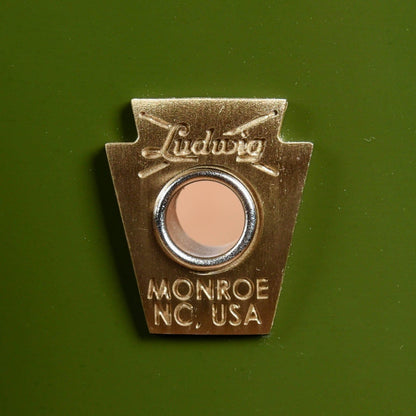 Ludwig
MONROE
NC, USA